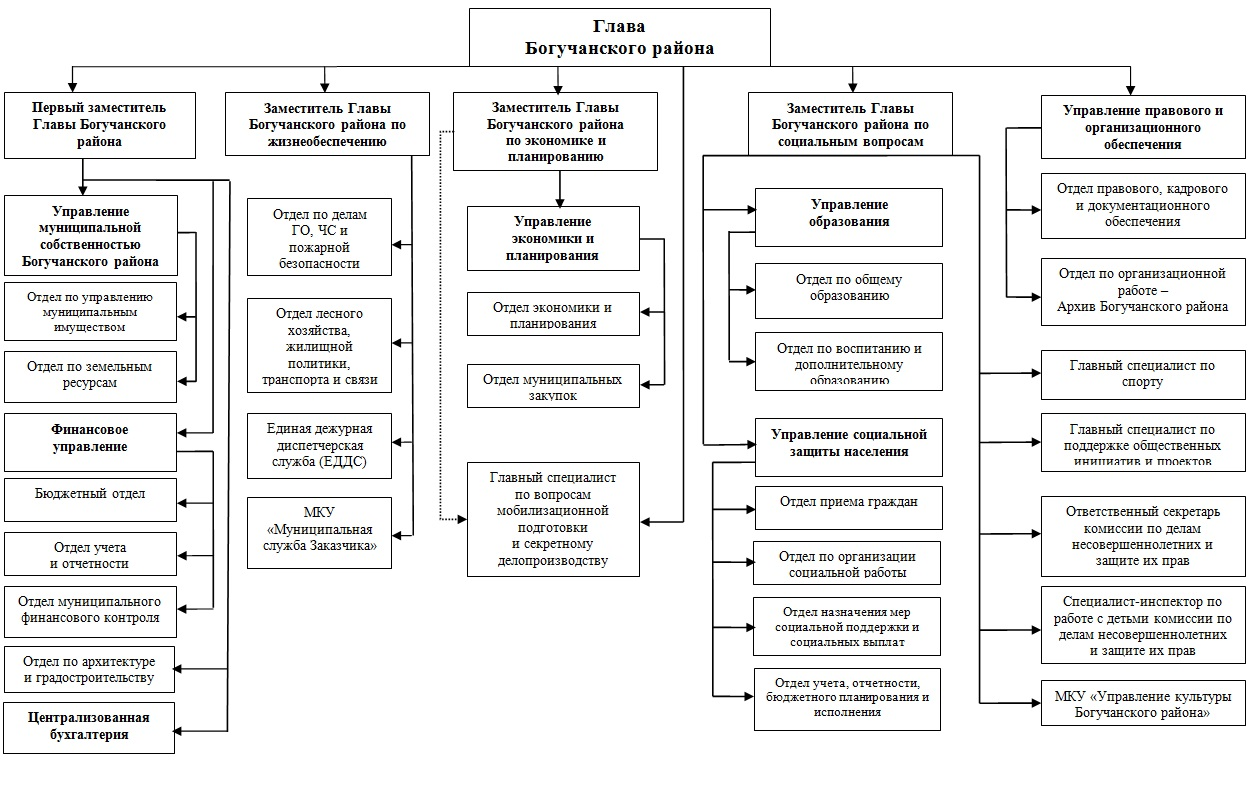 Глава
Богучанского района
Первый заместитель
Главы Богучанского
района
Заместитель Главы
Богучанского района по
жизнеобеспечению
Заместитель Главы
Богучанского района
по экономике и
планированию
Заместитель Главы
Богучанского района по
социальным вопросам
Управление правового и
организационного
обеспечения
Управление
муниципальной
собственностью
Богучанского района
Отдел по управлению
муниципальным
имуществом
Отдел по земельным
ресурсам
Финансовое
управление
Бюджетный отдел
Отдел учета
и отчетности
Отдел муниципального
финансового контроля
Отдел по архитектуре
и градостроительству
Централизованная
бухгалтерия
Отдел по делам
ГО, ЧС и
пожарной
безопасности
Отдел лесного
хозяйства,
жилищной
политики,
транспорта и связи
Единая дежурная
диспетчерская
служба (ЕДДС)
МКУ
«Муниципальная
служба Заказчика»
Управление
экономики и
планирования
Отдел экономики и
планирования
Отдел муниципальных
закупок
Главный специалист
по вопросам
мобилизационной
подготовки
и секретному
делопроизводству
Управление
образования
Отдел по общему
образованию
Отдел по воспитанию и
дополнительному
образованию
Управление социальной
защиты населения
Отдел приема граждан
Отдел по организации
социальной работы
Отдел назначения мер
социальной поддержки и
социальных выплат
Отдел учета, отчетности,
бюджетного планирования и
исполнения
Отдел правового, кадрового
и документационного
обеспечения
Отдел по организационной
работе –
Архив Богучанского района
Главный специалист по
спорту
Главный специалист по
поддержке общественных
инициатив и проектов
Ответственный секретарь
комиссии по делам
несовершеннолетних и
защите их прав
Специалист-инспектор по
работе с детьми комиссии по
делам несовершеннолетних
и защите их прав
МКУ «Управление культуры
Богучанского района»